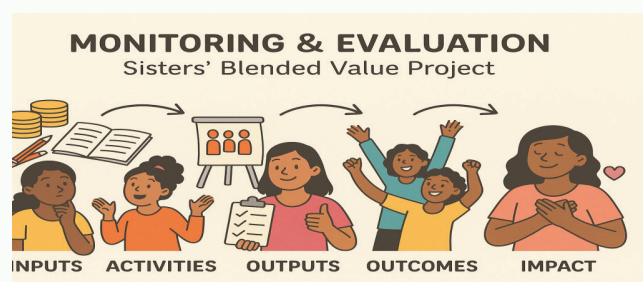 MONITORING & EVALUATION
Sisters' Blended Value Project
INPUTS ACTIVITIES OUTPUTS OUTCOMES IMPACT